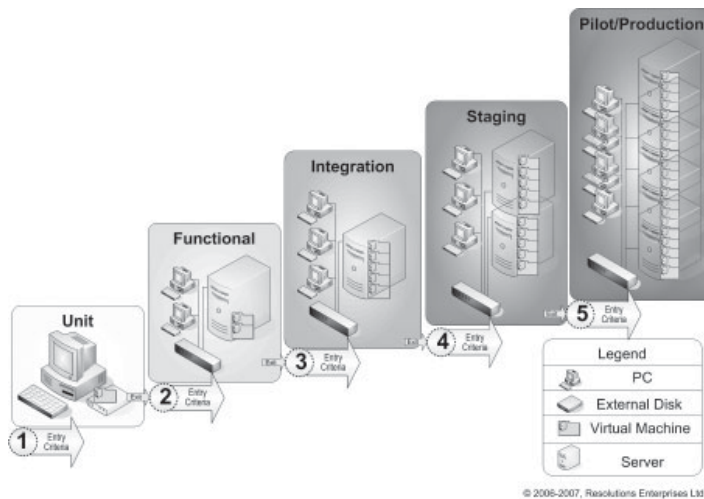 Pilot/Production
Staging
Integration
Functional
Unit
1
Entry
Criteria
Exit
2
Entry
Criteria
Exit
3
Entry
Criteria
Exit
4
Entry
Criteria
5
Entry
Criteria
Legend
PC
External Disk
Virtual Machine
Server
© 2006-2007, Resolutions Enterprises Ltd